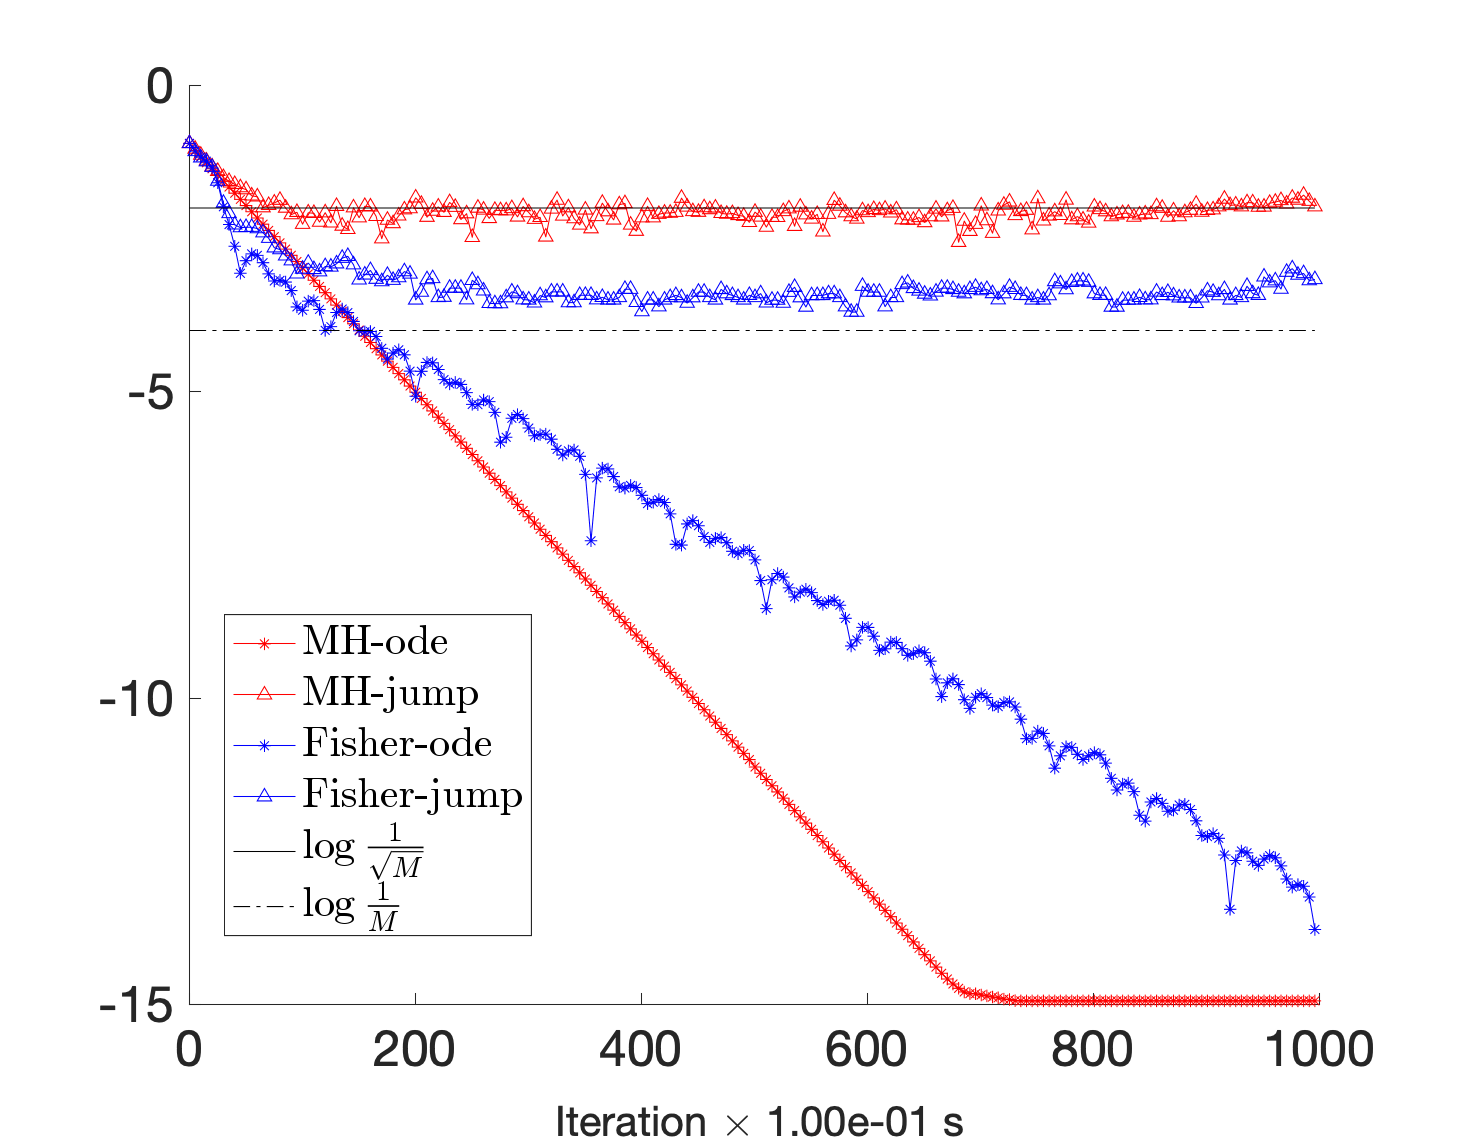 0
-5
-10
-15
0 200 400 600 800 1000
Iteration × 1.00e-01 s
MH-ode
MH-jump
Fisher-ode
Fisher-jump
log 1/√M
log 1/M